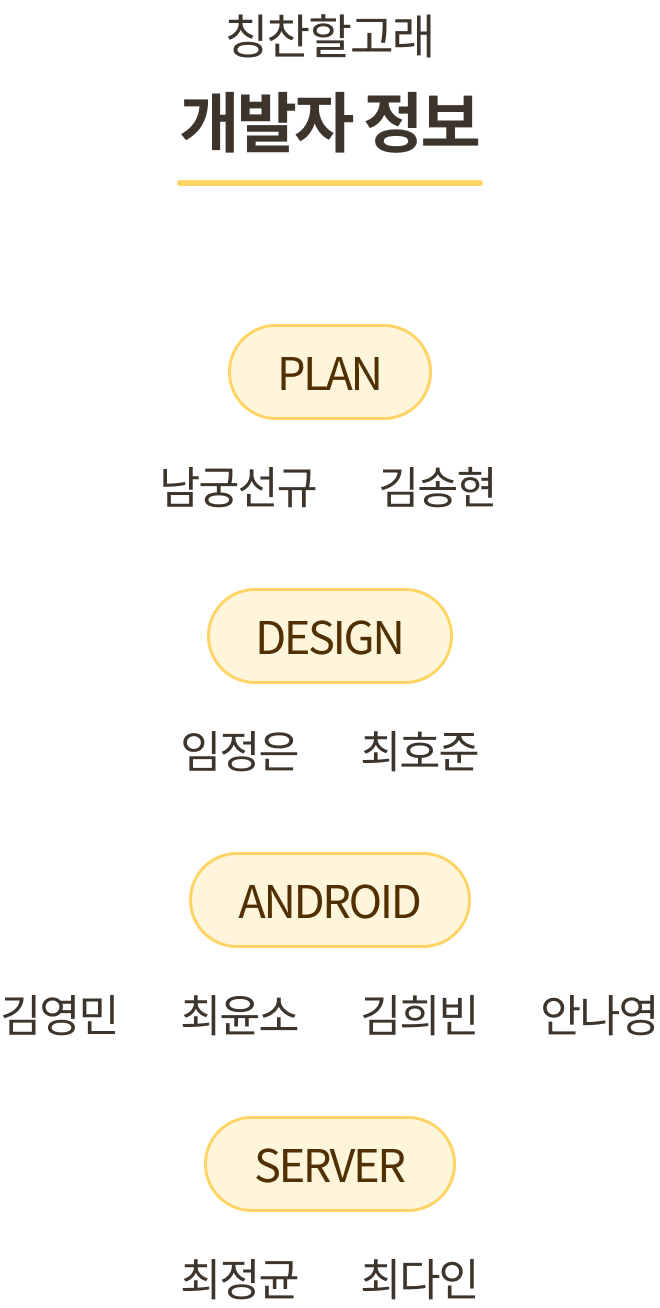 칭찬할고래
개발자 정보
PLAN
남궁선규 김송현
DESIGN
임정은 최호준
ANDROID
김영민 최윤소 김희빈 안나영
SERVER
최정균 최다인